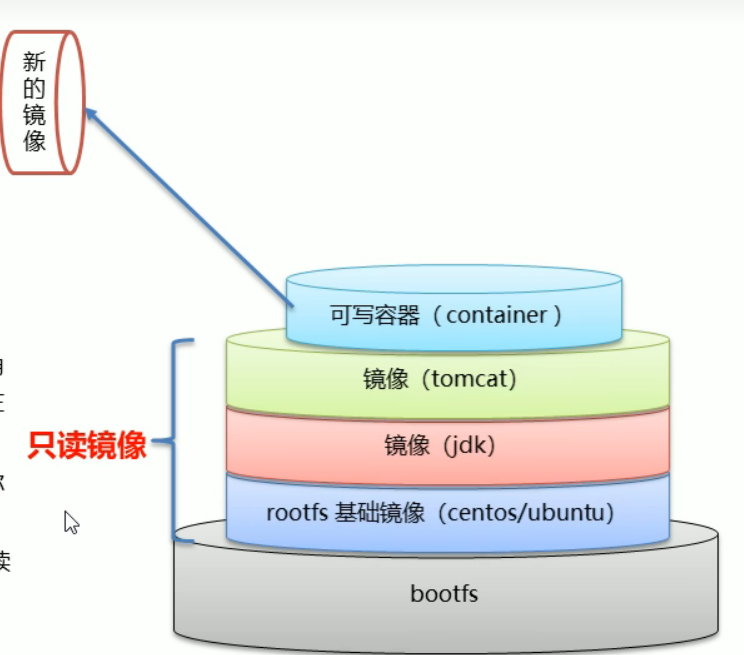 新的镜像
可写容器（container）
镜像（tomcat）
只读镜像
镜像（jdk）
rootfs 基础镜像（centos/ubuntu）
bootfs